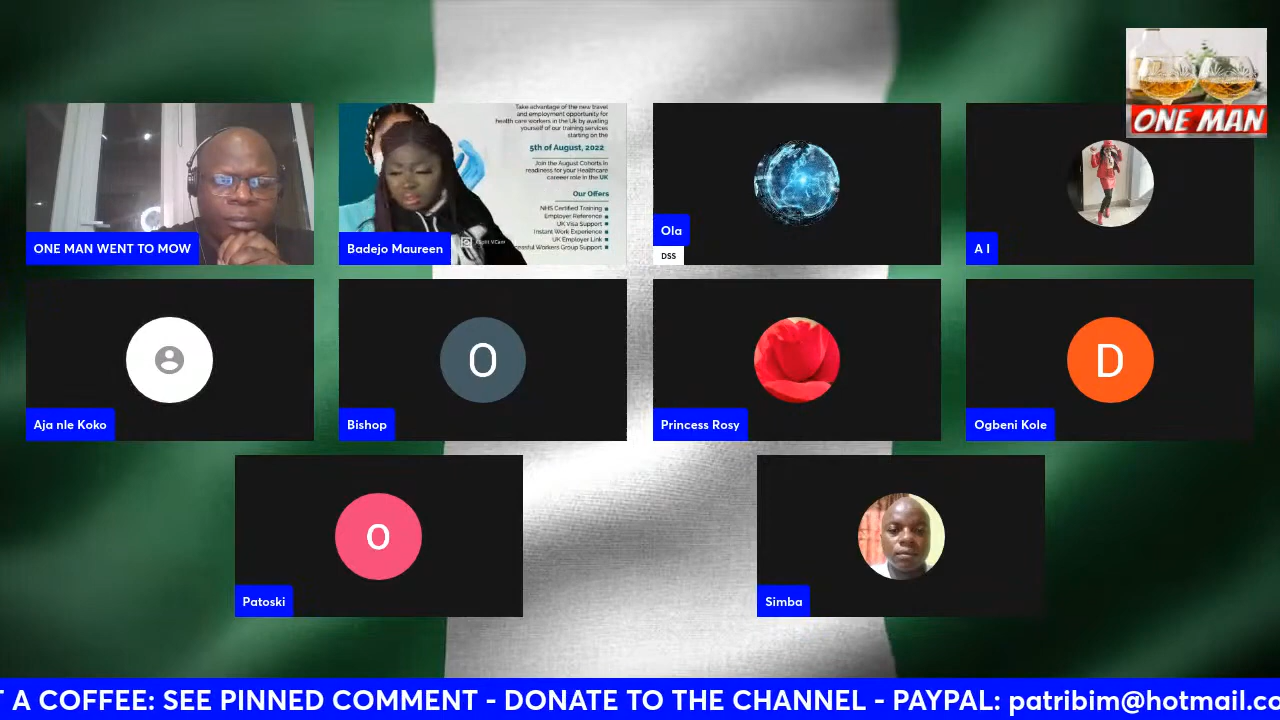 ONE MAN
ONE MAN WENT TO MOW
Take advantage of the new travel
and employment opportunity for
health care workers in the Uk by availing
yourself of our training services
starting on the
5th of August, 2022
Join the August Cohorts in
readiness for your Healthcare
carreer role in the UK
Our Offers
NHS Certified Training
Employer Reference
UK Visa Support
Instant Work Experience
UK Employer Link
Workers Group Support
XSplit VCam
Badejo Maureen
Ola
DSS
A I
Aja nle Koko
O
Bishop
Princess Rosy
D
Ogbeni Kole
O
Patoski
Simba
A COFFEE: SEE PINNED COMMENT - DONATE TO THE CHANNEL - PAYPAL: patribim@hotmail.co